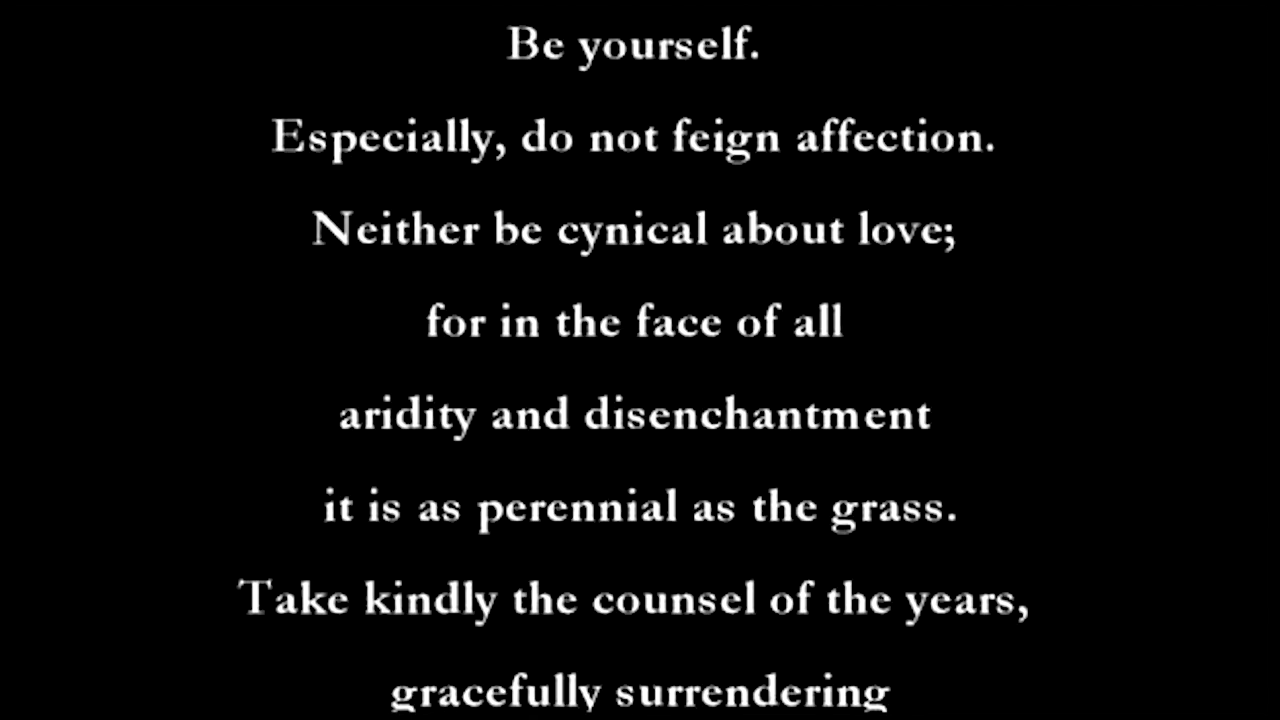 Be yourself.
Especially, do not feign affection.
Neither be cynical about love;
for in the face of all
aridity and disenchantment
it is as perennial as the grass.
Take kindly the counsel of the years,
gracefully surrendering